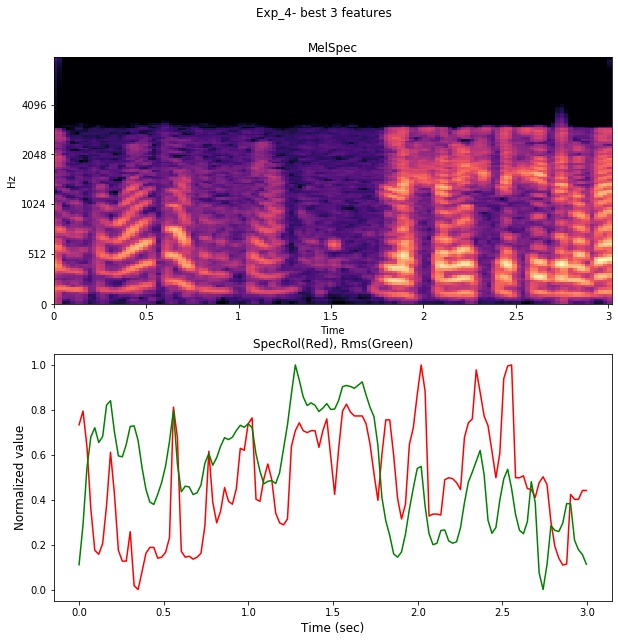 Exp_4- best 3 features
MelSpec
4096
2048
1024
512
0
Hz
0 0.5 1 1.5 2 2.5 3
Time
SpecRol(Red), Rms(Green)
1.0
0.8
0.6
0.4
0.2
0.0
Normalized value
0.0 0.5 1.0 1.5 2.0 2.5 3.0
Time (sec)